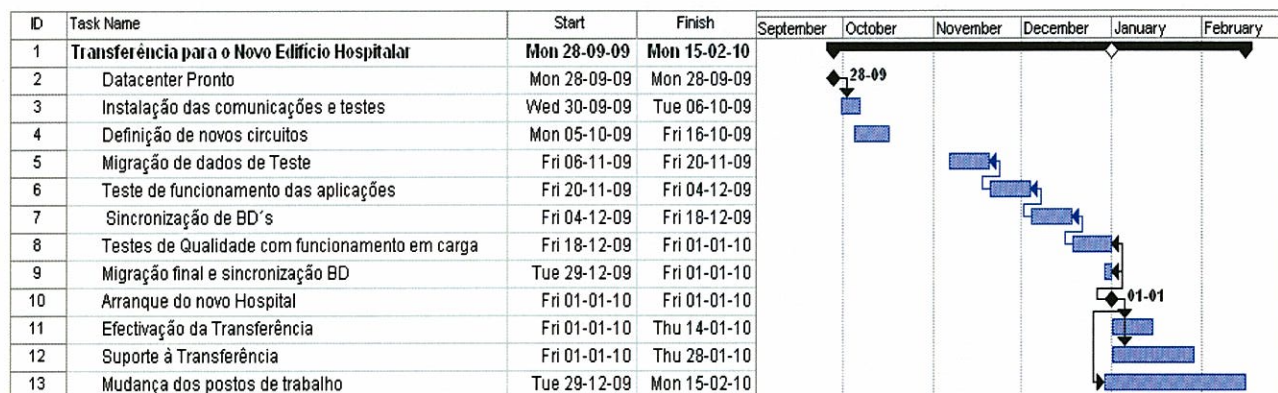 ID Task Name Start Finish September October November December January February
1 Transferência para o Novo Edifício Hospitalar Mon 28-09-09 Mon 15-02-10
2 Datacenter Pronto Mon 28-09-09 Mon 28-09-09 28-09
3 Instalação das comunicações e testes Wed 30-09-09 Tue 06-10-09
4 Definição de novos circuitos Mon 05-10-09 Fri 16-10-09
5 Migração de dados de Teste Fri 06-11-09 Fri 20-11-09
6 Teste de funcionamento das aplicações Fri 20-11-09 Fri 04-12-09
7 Sincronização de BD´s Fri 04-12-09 Fri 18-12-09
8 Testes de Qualidade com funcionamento em carga Fri 18-12-09 Fri 01-01-10
9 Migração final e sincronização BD Tue 29-12-09 Fri 01-01-10
10 Arranque do novo Hospital Fri 01-01-10 Fri 01-01-10 01-01
11 Efectivação da Transferência Fri 01-01-10 Thu 14-01-10
12 Suporte à Transferência Fri 01-01-10 Thu 28-01-10
13 Mudança dos postos de trabalho Tue 29-12-09 Mon 15-02-10